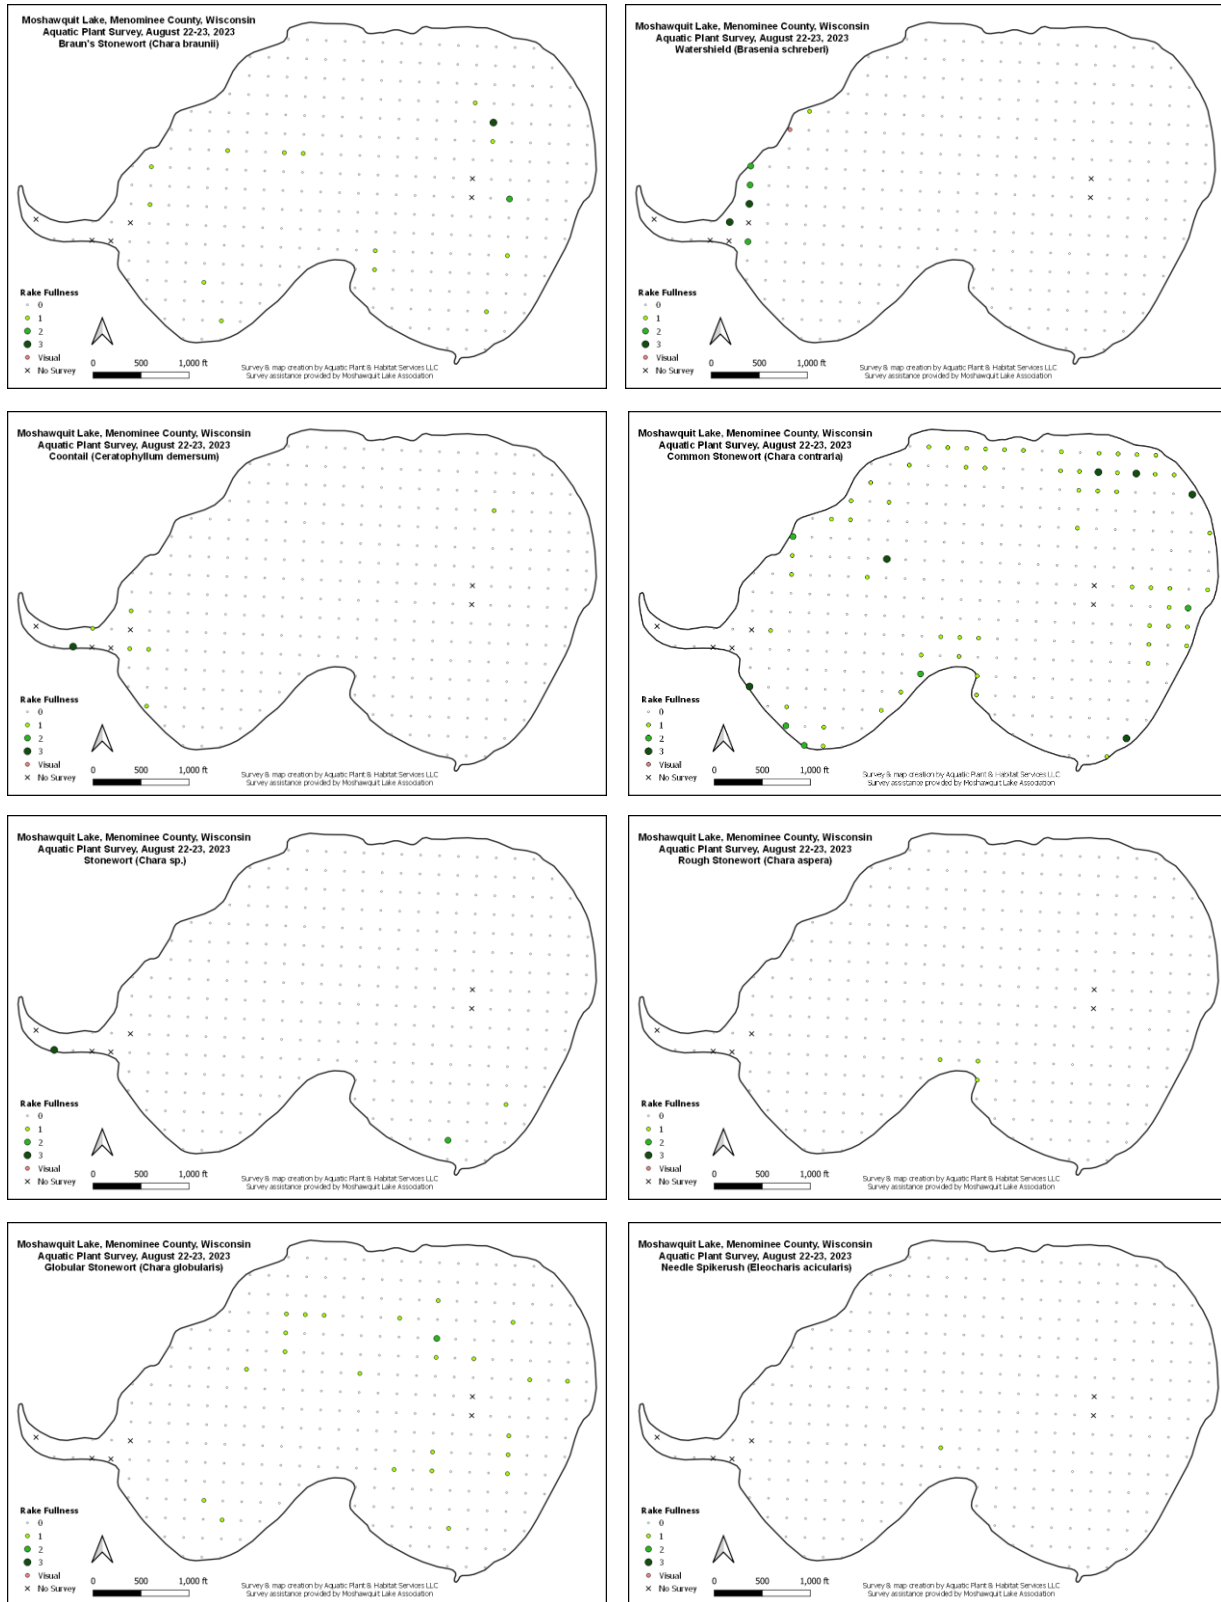 Moshawquit Lake, Menominee County, Wisconsin
Aquatic Plant Survey, August 22-23, 2023
Braun's Stonewort (Chara braunii)
Rake Fullness
0
1
2
3
Visual
No Survey
0 500 1,000 ft
Survey & map creation by Aquatic Plant & Habitat Services LLC
Survey assistance provided by Moshawquit Lake Association
Moshawquit Lake, Menominee County, Wisconsin
Aquatic Plant Survey, August 22-23, 2023
Watershield (Brasenia schreberi)
Rake Fullness
0
1
2
3
Visual
No Survey
0 500 1,000 ft
Survey & map creation by Aquatic Plant & Habitat Services LLC
Survey assistance provided by Moshawquit Lake Association
Moshawquit Lake, Menominee County, Wisconsin
Aquatic Plant Survey, August 22-23, 2023
Coontail (Ceratophyllum demersum)
Rake Fullness
0
1
2
3
Visual
No Survey
0 500 1,000 ft
Survey & map creation by Aquatic Plant & Habitat Services LLC
Survey assistance provided by Moshawquit Lake Association
Moshawquit Lake, Menominee County, Wisconsin
Aquatic Plant Survey, August 22-23, 2023
Common Stonewort (Chara contraria)
Rake Fullness
0
1
2
3
Visual
No Survey
0 500 1,000 ft
Survey & map creation by Aquatic Plant & Habitat Services LLC
Survey assistance provided by Moshawquit Lake Association
Moshawquit Lake, Menominee County, Wisconsin
Aquatic Plant Survey, August 22-23, 2023
Stonewort (Chara sp.)
Rake Fullness
0
1
2
3
Visual
No Survey
0 500 1,000 ft
Survey & map creation by Aquatic Plant & Habitat Services LLC
Survey assistance provided by Moshawquit Lake Association
Moshawquit Lake, Menominee County, Wisconsin
Aquatic Plant Survey, August 22-23, 2023
Rough Stonewort (Chara aspera)
Rake Fullness
0
1
2
3
Visual
No Survey
0 500 1,000 ft
Survey & map creation by Aquatic Plant & Habitat Services LLC
Survey assistance provided by Moshawquit Lake Association
Moshawquit Lake, Menominee County, Wisconsin
Aquatic Plant Survey, August 22-23, 2023
Globular Stonewort (Chara globularis)
Rake Fullness
0
1
2
3
Visual
No Survey
0 500 1,000 ft
Survey & map creation by Aquatic Plant & Habitat Services LLC
Survey assistance provided by Moshawquit Lake Association
Moshawquit Lake, Menominee County, Wisconsin
Aquatic Plant Survey, August 22-23, 2023
Needle Spikerush (Eleocharis acicularis)
Rake Fullness
0
1
2
3
Visual
No Survey
0 500 1,000 ft
Survey & map creation by Aquatic Plant & Habitat Services LLC
Survey assistance provided by Moshawquit Lake Association